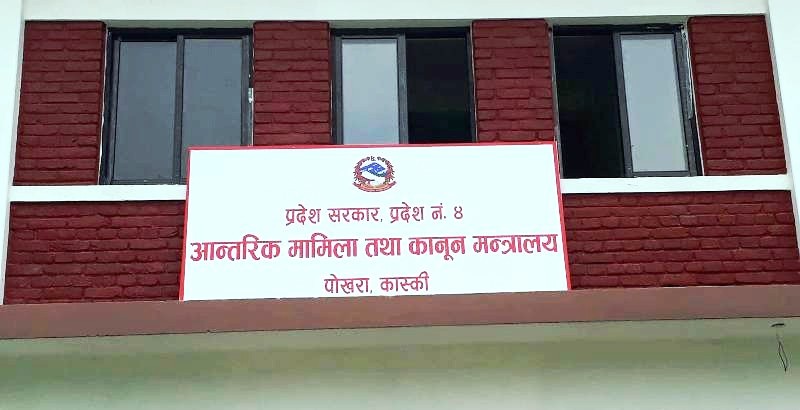 प्रदेश सरकार, प्रदेश नं. ४
आन्तरिक मामिला तथा कानून मन्त्रालय
पोखरा, कास्की